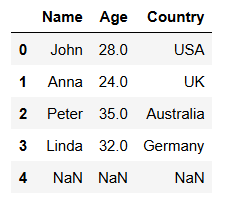 Name Age Country
0 John 28.0 USA
1 Anna 24.0 UK
2 Peter 35.0 Australia
3 Linda 32.0 Germany
4 NaN NaN NaN